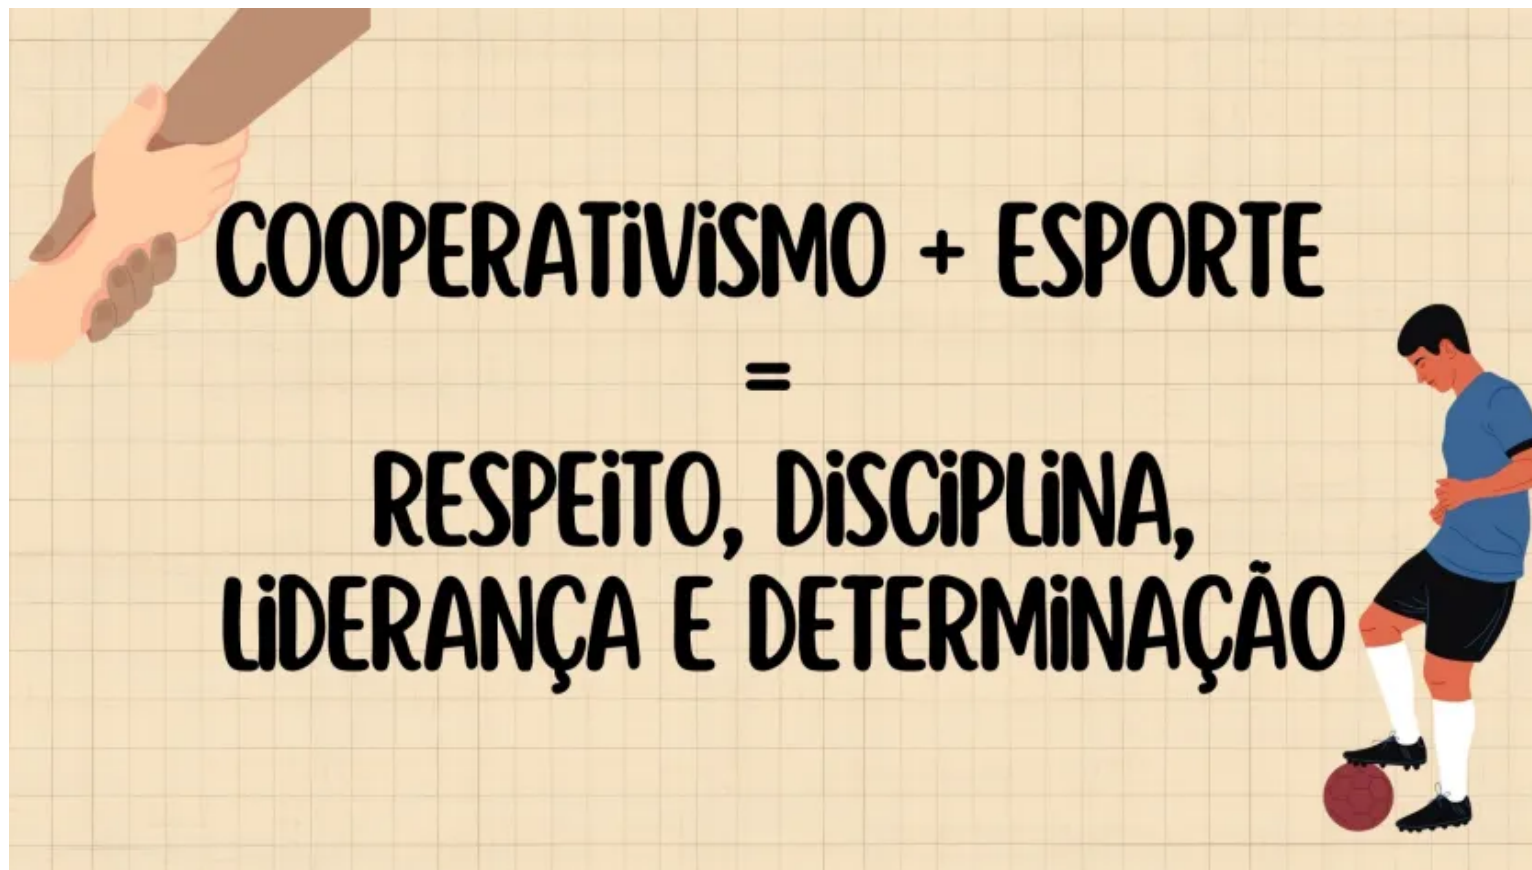 COOPERATiViSMO + ESPORTE
=
RESPEiTO, DiSCiPLiNA,
LiDERANÇA E DETERMiNAÇÃO